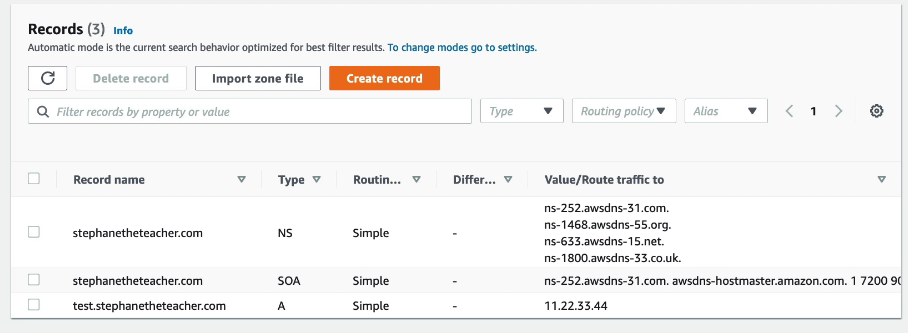 Records (3) Info
Automatic mode is the current search behavior optimized for best filter results. To change modes go to settings.
Delete record Import zone file Create record
Filter records by property or value Type Routing policy Alias 1
Record name Type Routin... Differ... Value/Route traffic to
stephanetheteacher.com NS Simple - ns-252.awsdns-31.com.
ns-1468.awsdns-55.org.
ns-633.awsdns-15.net.
ns-1800.awsdns-33.co.uk.
stephanetheteacher.com SOA Simple - ns-252.awsdns-31.com. awsdns-hostmaster.amazon.com. 1 7200 90
test.stephanetheteacher.com A Simple - 11.22.33.44